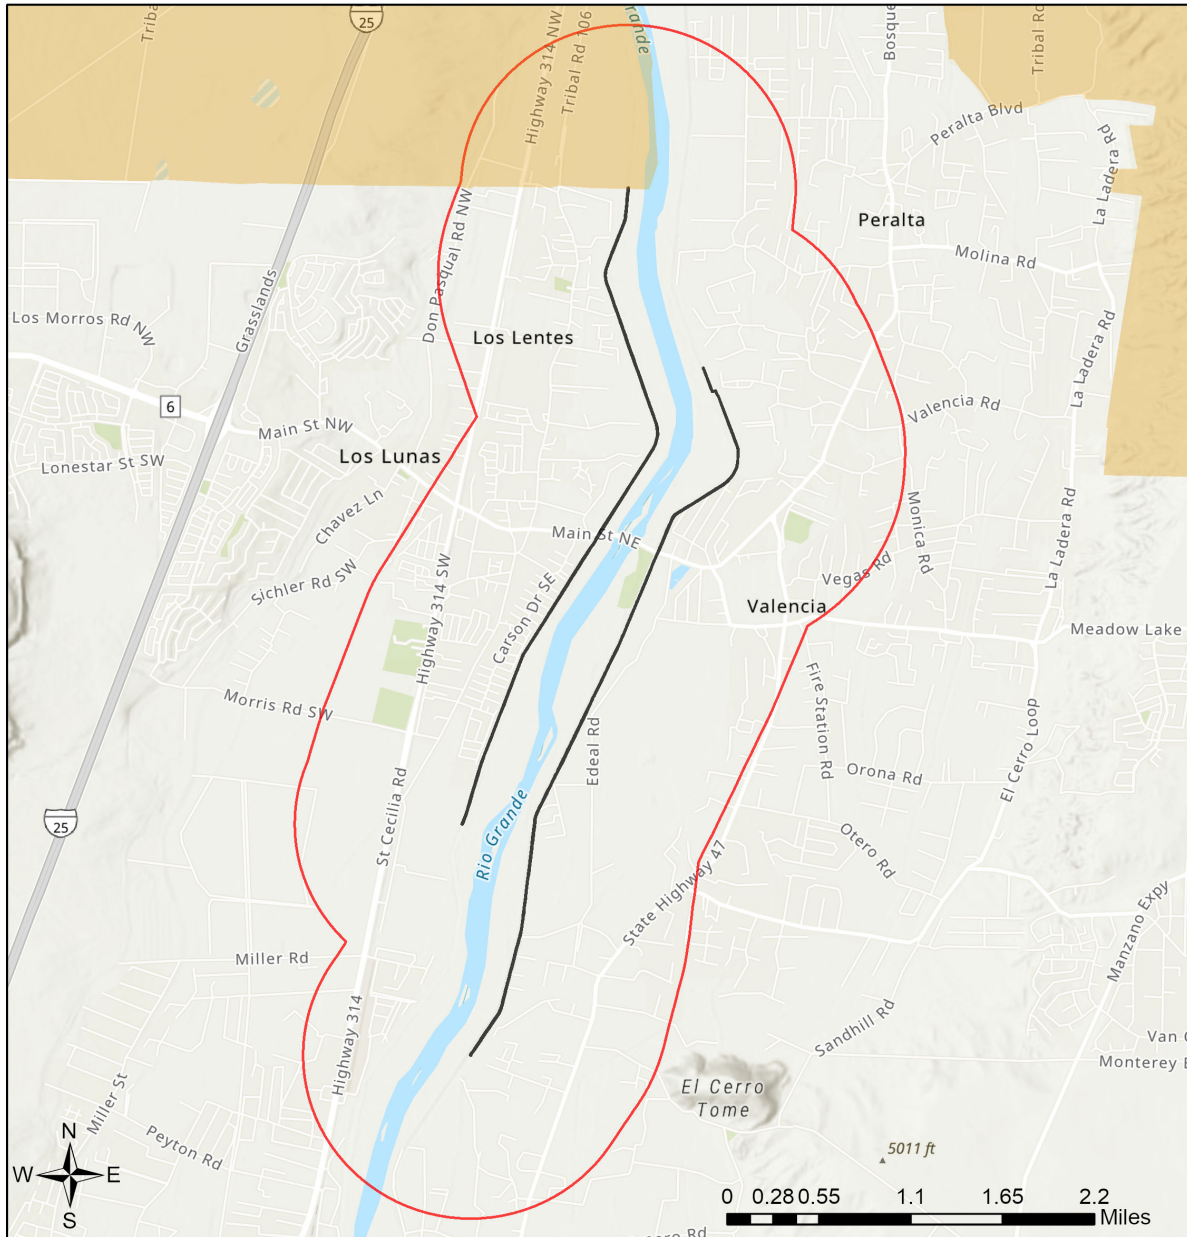 25
Tribal
Highway 314 NW
Tribal Rd 106
rande
Bosque
Tribal Rd
Peralta Blvd
La Ladera Rd
Don Pasqual Rd NW
Peralta
Molina Rd
Grasslands
Los Morros Rd NW
Los Lentes
La Ladera Rd
6
Main St NW
Valencia Rd
Lonestar St SW
Los Lunas
Chavez Ln
Monica Rd
La Ladera Rd
Main St NE
Sichler Rd SW
Highway 314 SW
Carson Dr SE
Vegas Rd
Valencia
Meadow Lake
Morris Rd SW
Fire Station Rd
Edeal Rd
El Cerro Loop
Orona Rd
25
St Cecilia Rd
Rio Grande
Otero Rd
State Highway 47
Manzano Expy
Miller Rd
Highway 314
Sandhill Rd
Van
Monterey
El Cerro
Tome
Miller St
Peyton Rd
5011 ft
N
W E
S
0 0.28 0.55 1.1 1.65 2.2
Miles
Rd